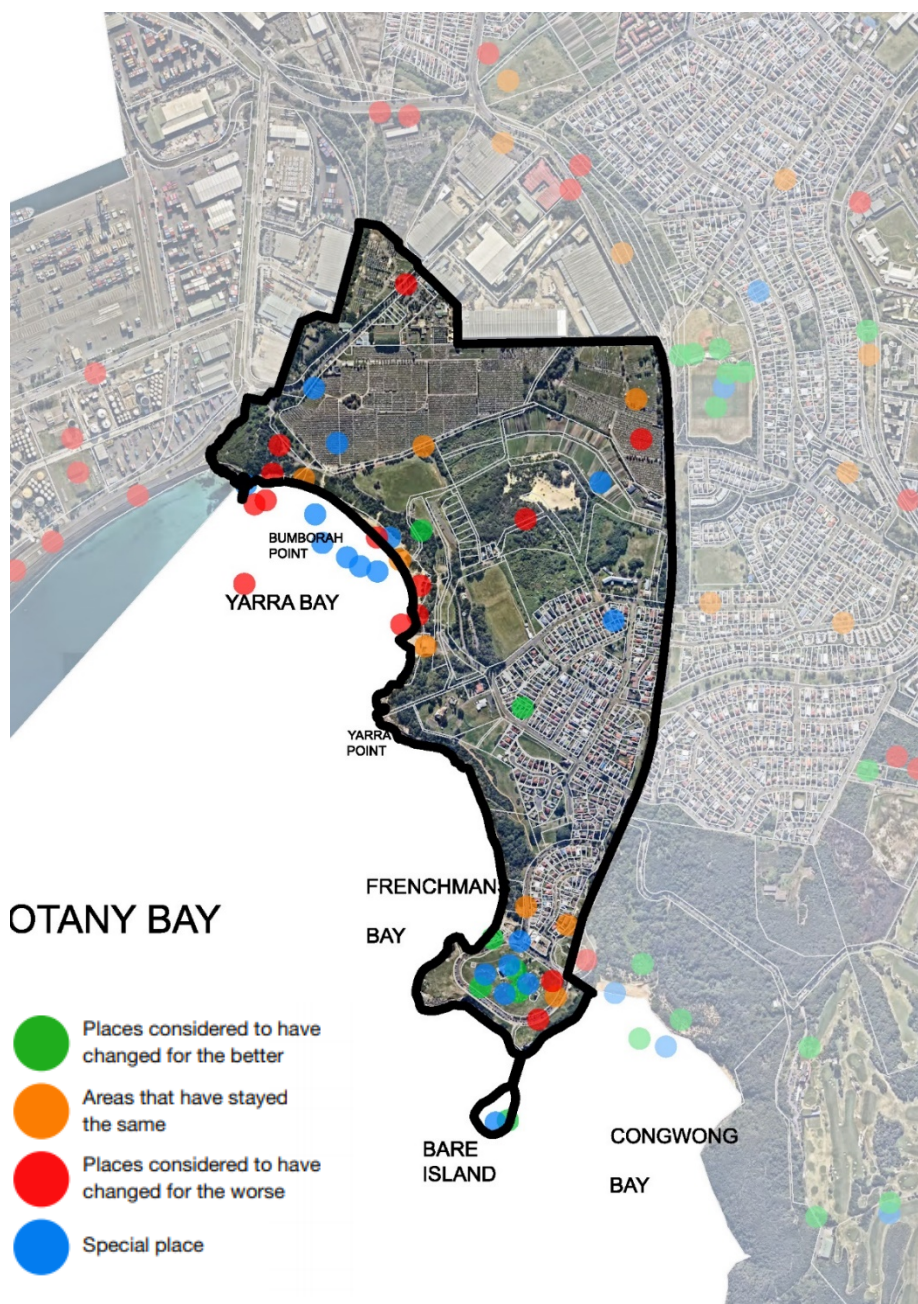 BUMBORAH
POINT
YARRA BAY
YARRA
POINT
FRENCHMANS
BAY
OTANY BAY
Places considered to have
changed for the better
Areas that have stayed
the same
Places considered to have
changed for the worse
Special place
BARE
ISLAND
CONGWONG
BAY